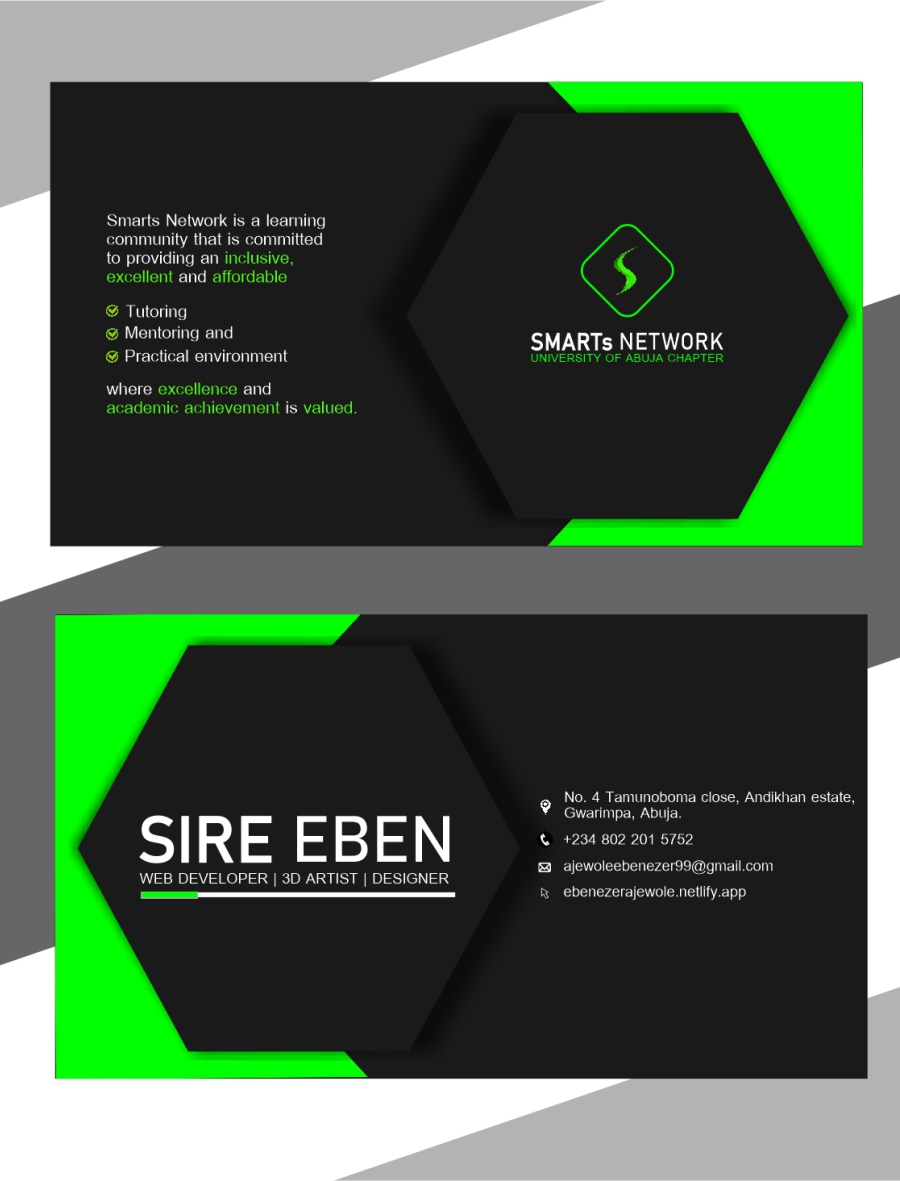 Smarts Network is a learning
community that is committed
to providing an inclusive,
excellent and affordable
Tutoring
Mentoring and
Practical environment
where excellence and
academic achievement is valued.
SMARTs NETWORK
UNIVERSITY OF ABUJA CHAPTER
SIRE EBEN
WEB DEVELOPER | 3D ARTIST | DESIGNER
No. 4 Tamunoboma close, Andikhan estate,
Gwarimpa, Abuja.
+234 802 201 5752
ajewoleebenezer99@gmail.com
ebenezerajewole.netlify.app